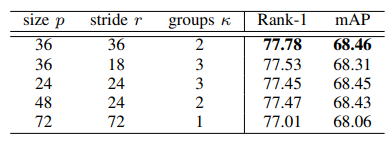 size p stride r groups κ Rank-1 mAP
36 36 2 77.78 68.46
36 18 3 77.53 68.31
24 24 3 77.45 68.45
48 24 2 77.47 68.43
72 72 1 77.01 68.06